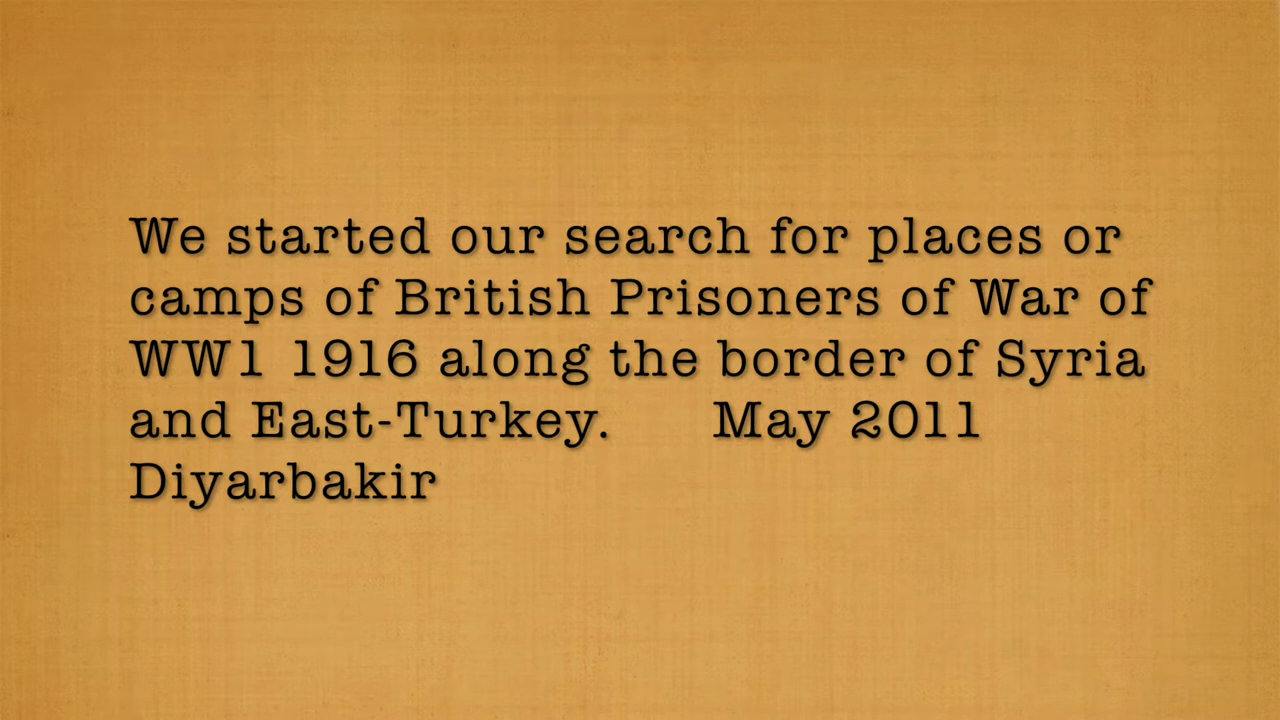 We started our search for places or
camps of British Prisoners of War of
WW1 1916 along the border of Syria
and East-Turkey. May 2011
Diyarbakir